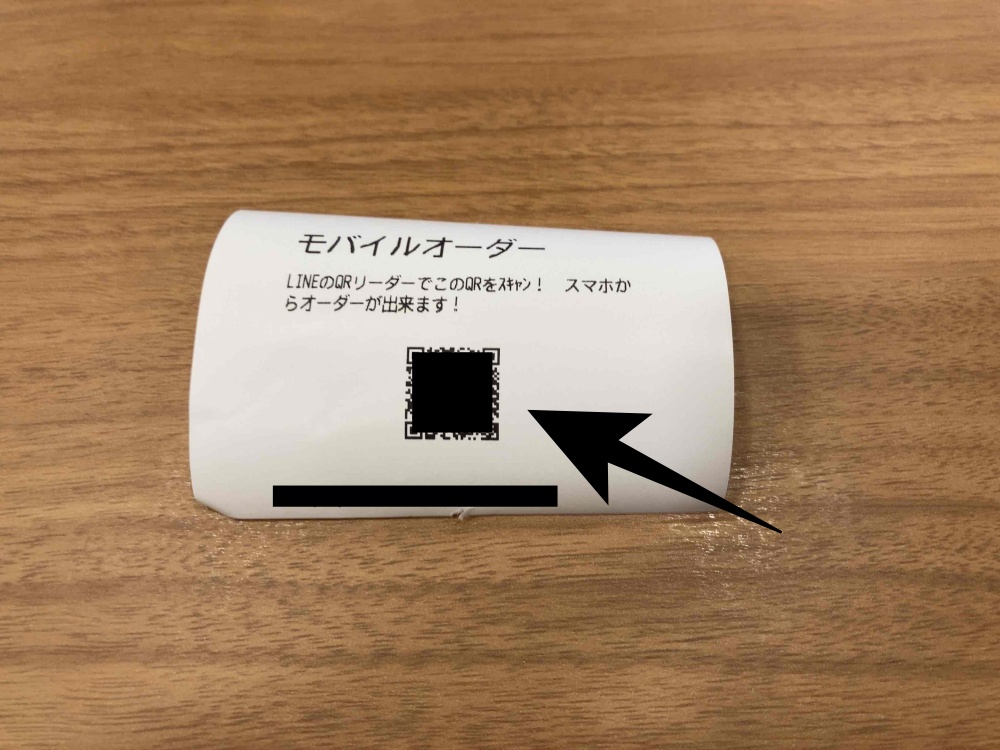 モバイルオーダー
LINEのQRリーダーでこのQRをｽｷｬﾝ！　スマホか
らオーダーが出来ます！